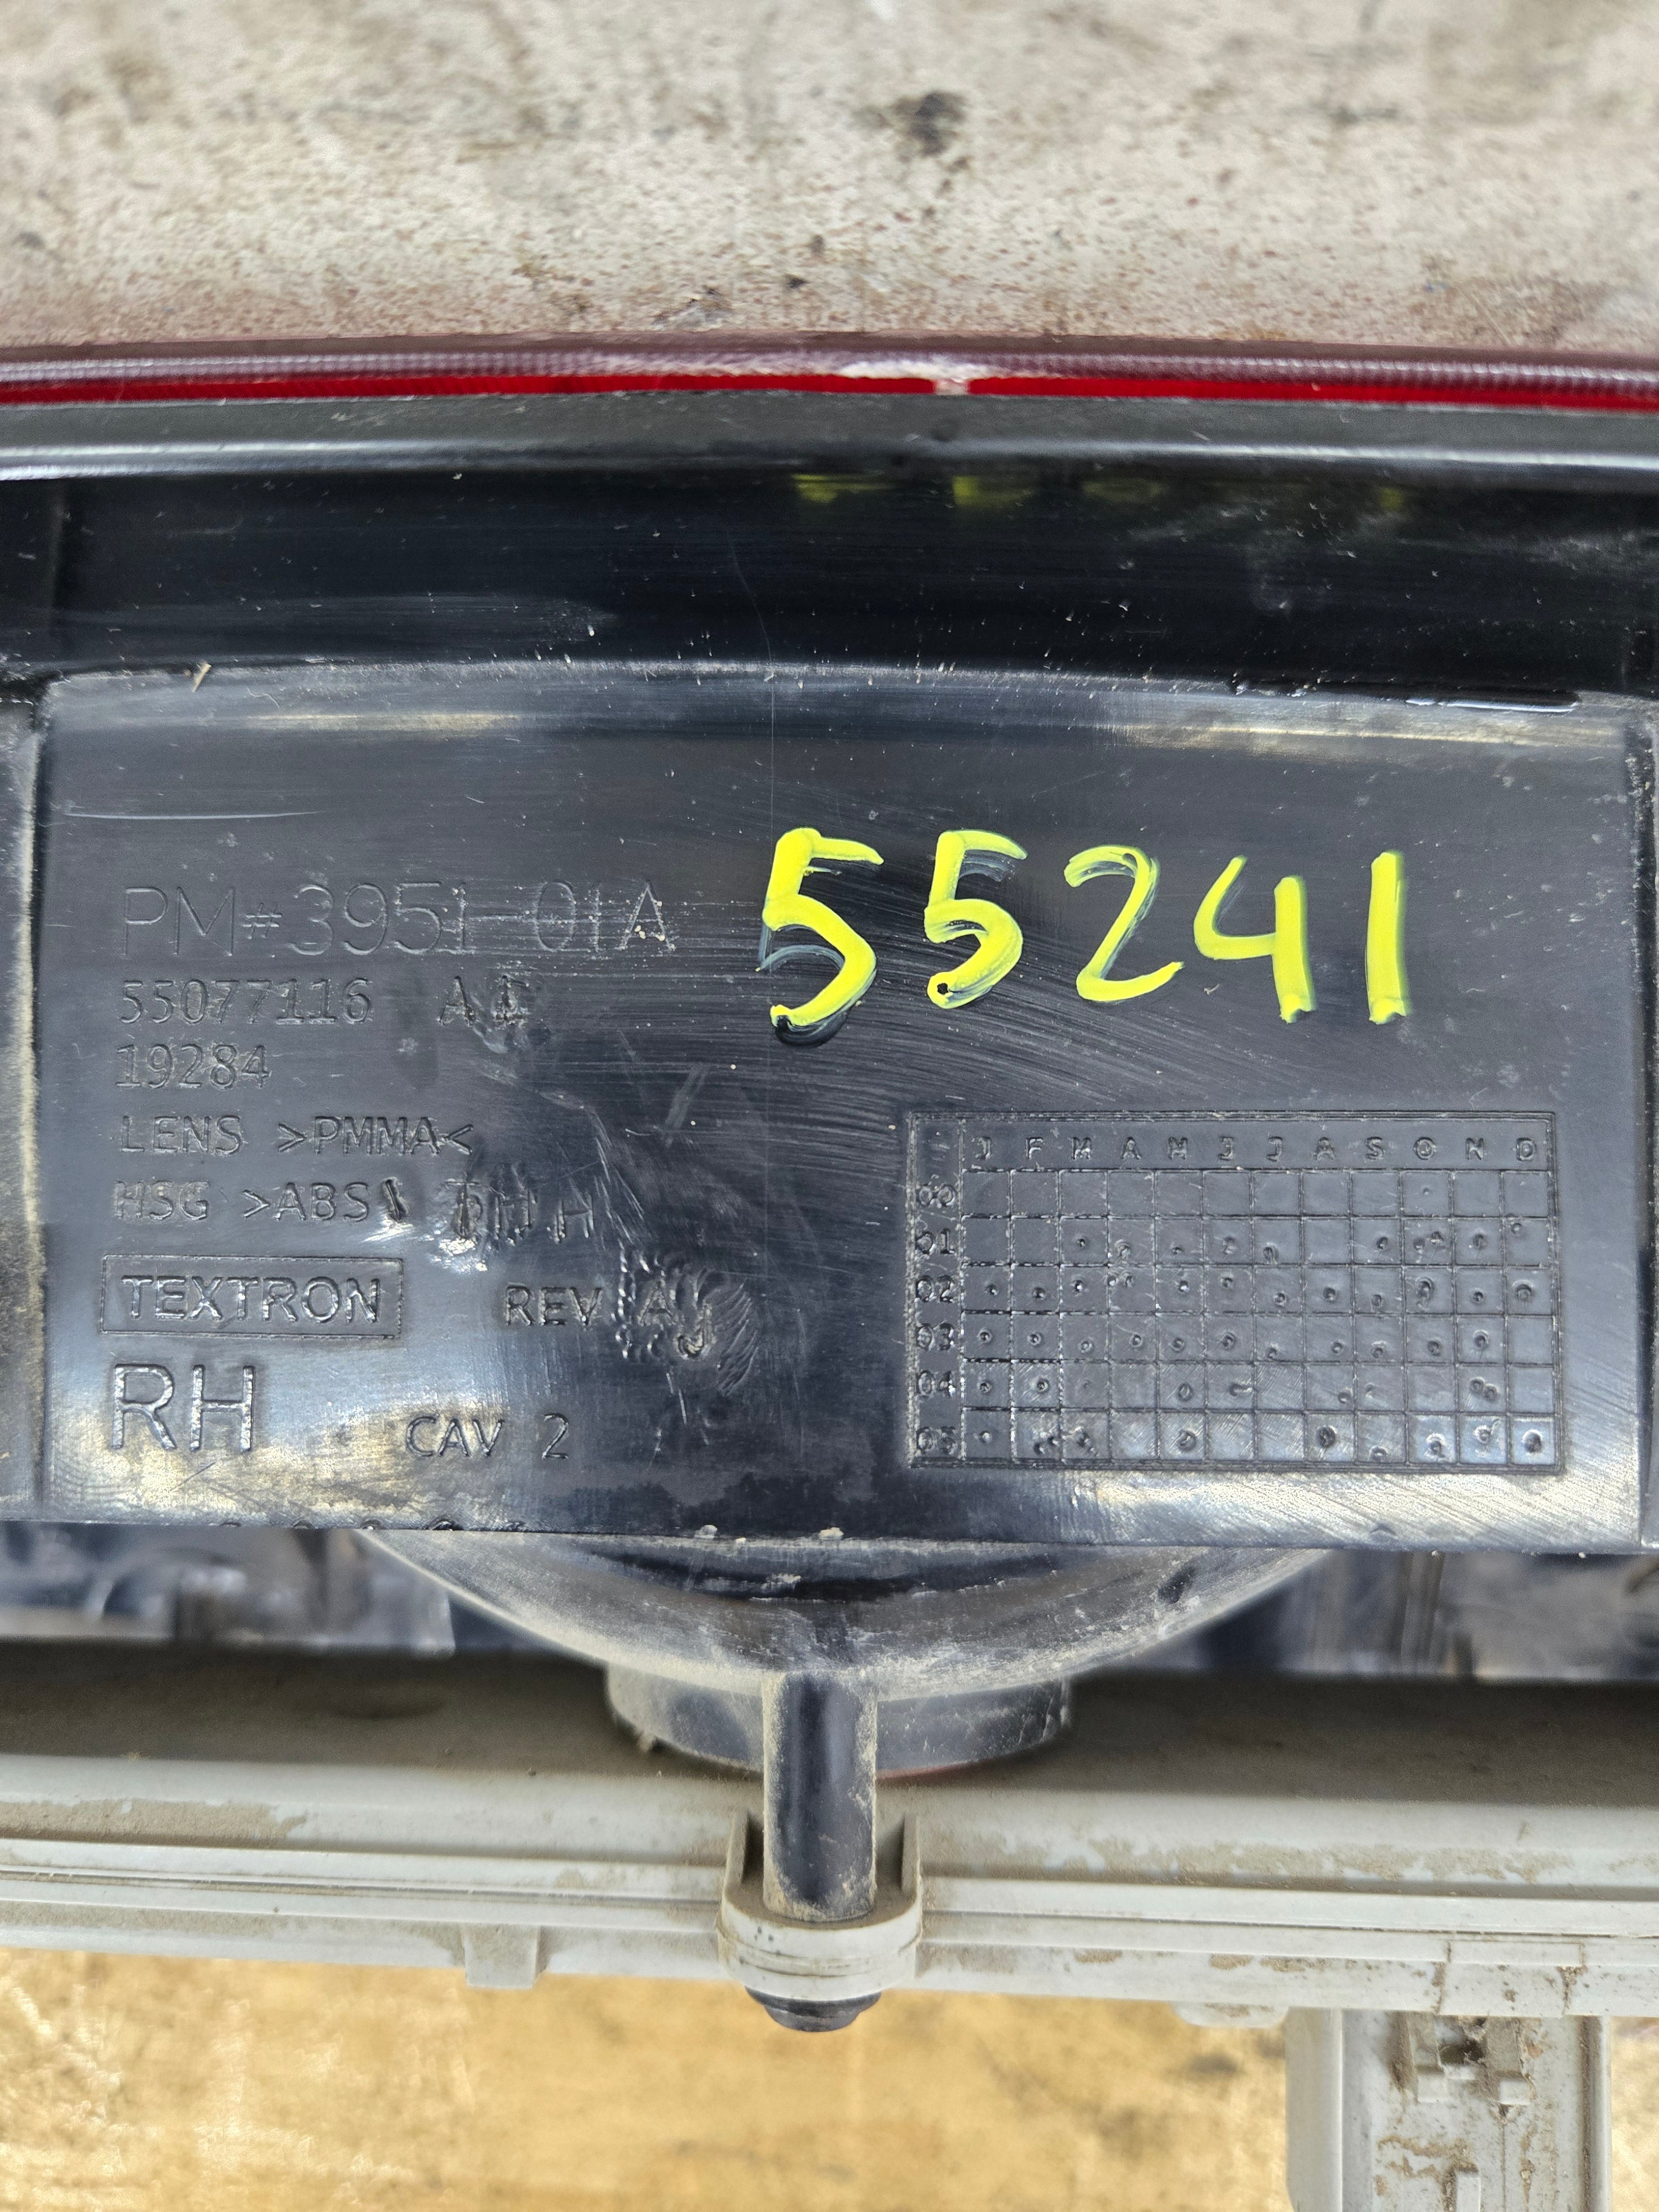 55241
PM#3951-01A
55077116
19284
LENS >PMMA<
HSG >ABS
TEXTRON REV
RH CAV 2
J F M A M J J A S O N D
00
01
02
03
04
05